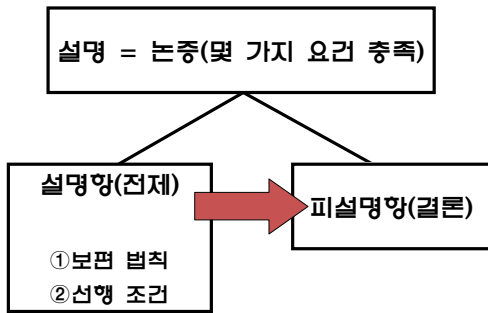 설명 = 논증(몇 가지 요건 충족)
설명항(전제)
①보편 법칙
②선행 조건
피설명항(결론)